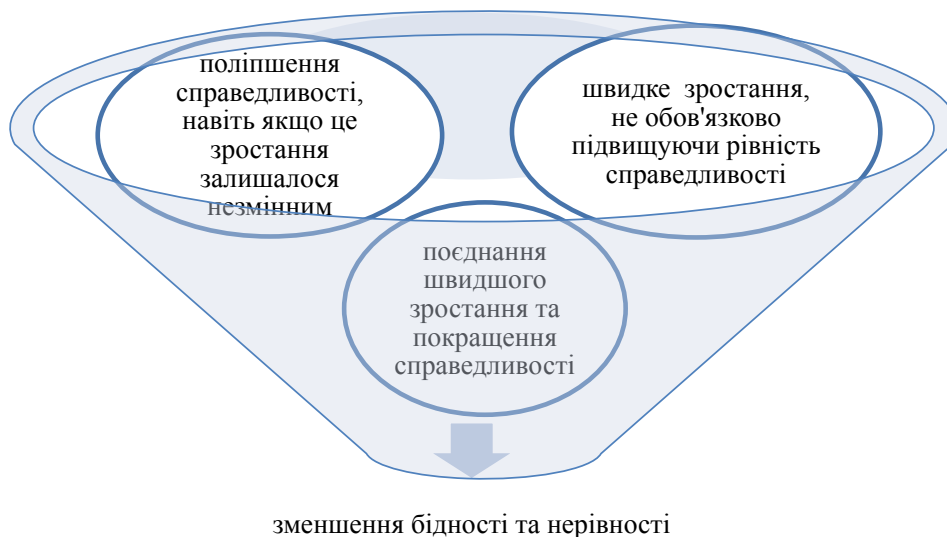 поліпшення
справедливості,
навіть якщо це
зростання
залишалося
незмінним
швидке зростання,
не обов'язково
підвищуючи рівність
справедливості
поєднання
швидшого
зростання та
покращення
справедливості
зменшення бідності та нерівності